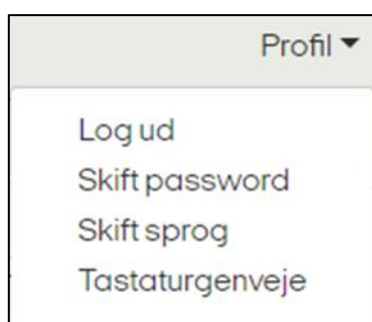 Profil
Log ud
Skift password
Skift sprog
Tastaturgenveje